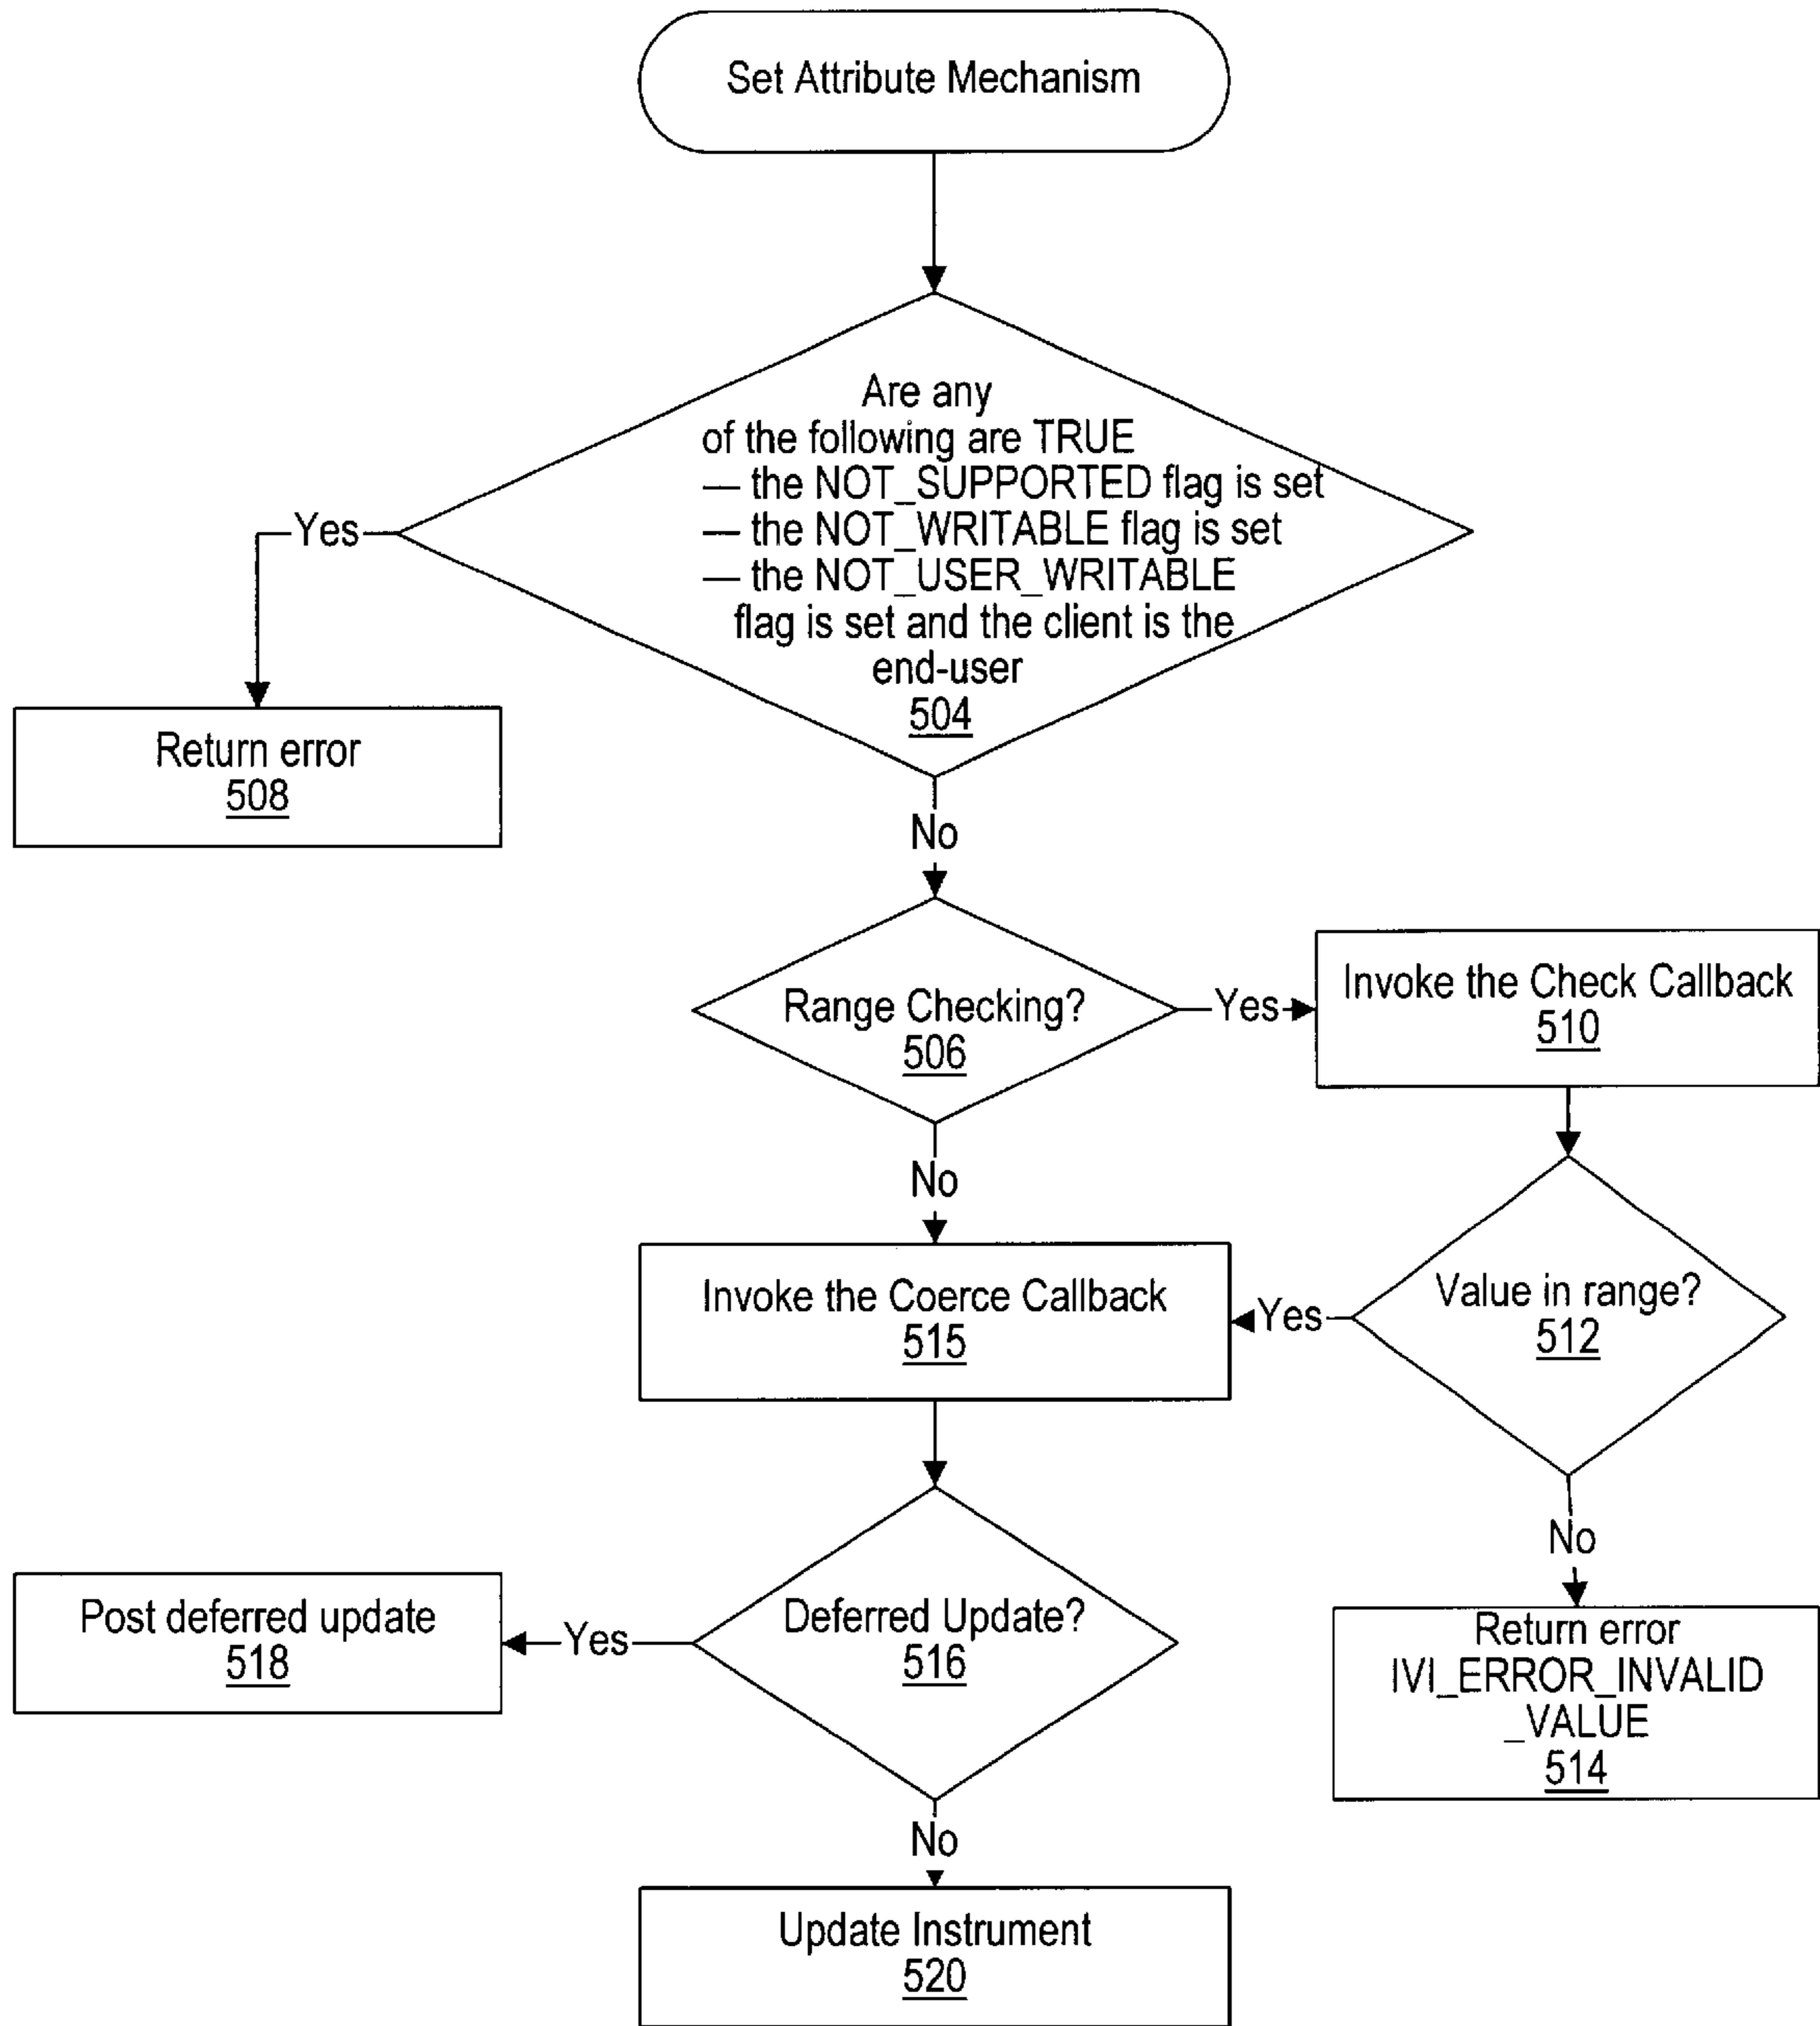 Set Attribute Mechanism
Are any
of the following are TRUE
— the NOT_SUPPORTED flag is set
— the NOT_WRITABLE flag is set
— the NOT_USER_WRITABLE
flag is set and the client is the
end-user
504
Yes
Return error
508
No
Range Checking?
506
Yes
Invoke the Check Callback
510
No
Invoke the Coerce Callback
515
Yes
Value in range?
512
No
Return error
IVI_ERROR_INVALID
_VALUE
514
Deferred Update?
516
Yes
Post deferred update
518
No
Update Instrument
520